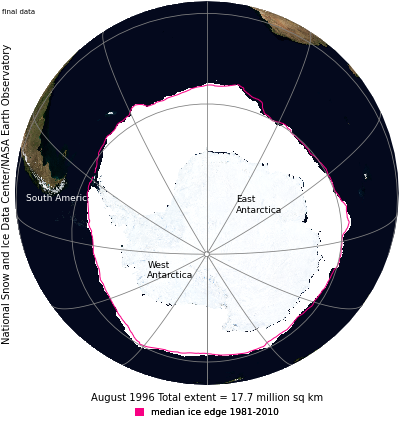 final data
National Snow and Ice Data Center/NASA Earth Observatory
South America
East
Antarctica
West
Antarctica
August 1996 Total extent = 17.7 million sq km
median ice edge 1981-2010